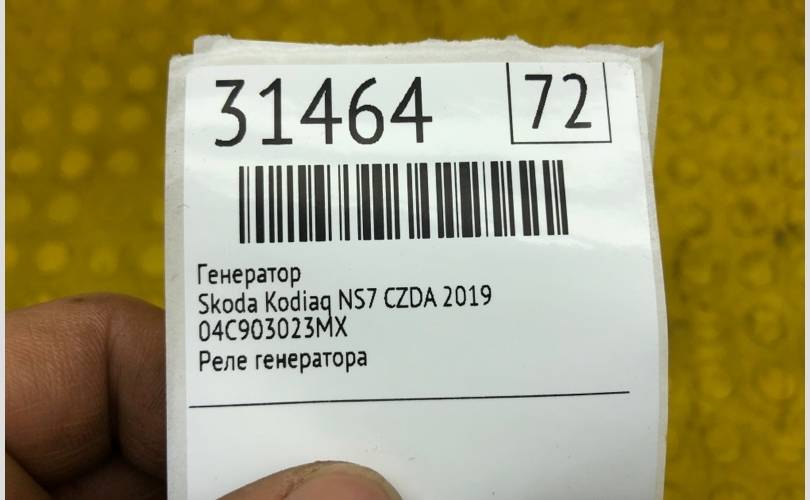 31464
72
Генератор
Skoda Kodiaq NS7 CZDA 2019
04C903023MX
Реле генератора